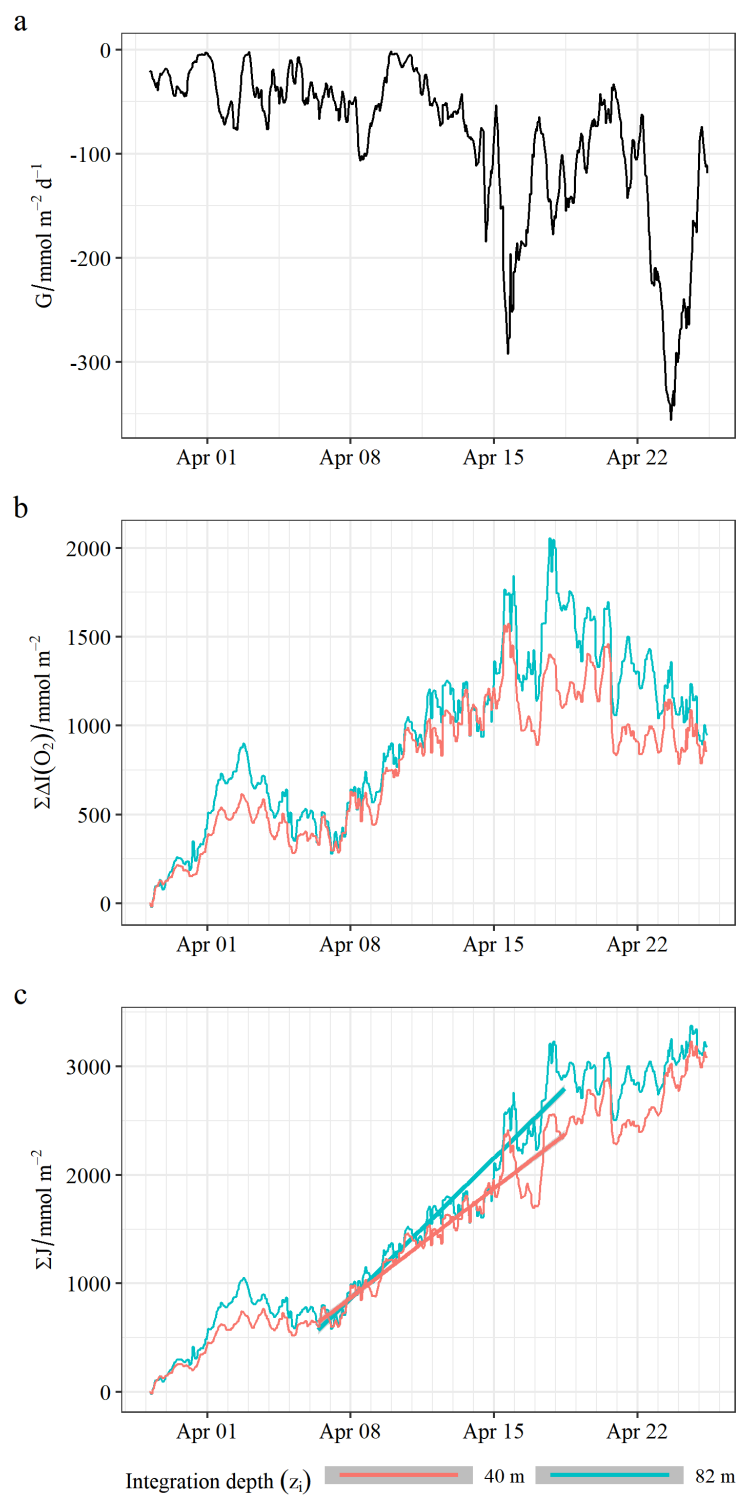 a
G/mmol m⁻² d⁻¹
0
-100
-200
-300
Apr 01 Apr 08 Apr 15 Apr 22
b
ΣΔI(O₂)/mmol m⁻²
2000
1500
1000
500
0
Apr 01 Apr 08 Apr 15 Apr 22
c
ΣJ/mmol m⁻²
3000
2000
1000
0
Apr 01 Apr 08 Apr 15 Apr 22
Integration depth (zᵢ) 40 m 82 m